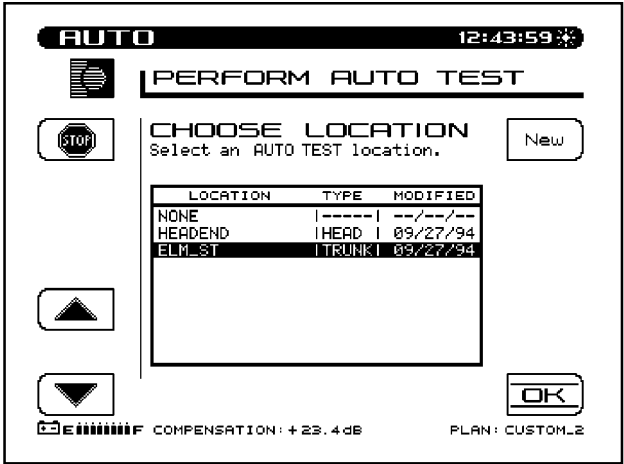 AUTO 12:43:59
PERFORM AUTO TEST
STOP
CHOOSE LOCATION
Select an AUTO TEST location.
New
LOCATION TYPE MODIFIED
NONE |-----| --/--/--
HEADEND |HEAD | 09/27/94
ELM_ST |TRUNK| 09/27/94
OK
E F COMPENSATION:+23.4dB PLAN: CUSTOM_2